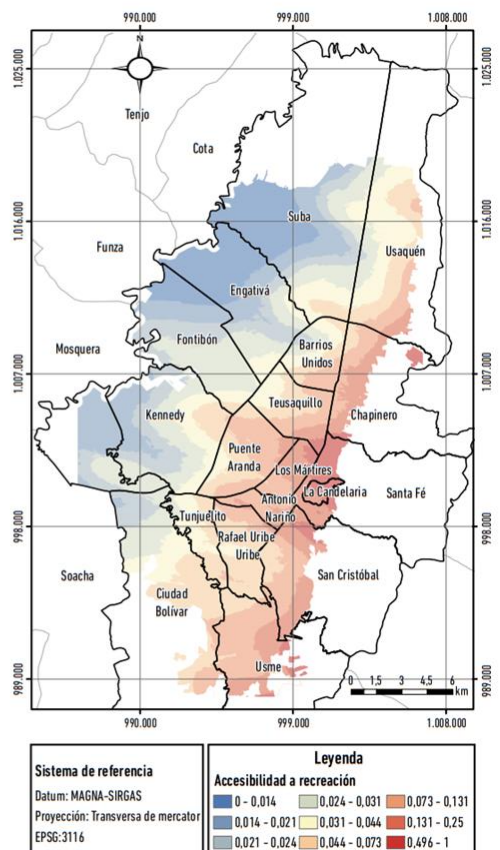 990.000 999.000 1.008.000
1.025.000 1.025.000
N
Tenjo
Cota
1.016.000 Suba 1.016.000
Funza Usaquén
Engativá
Fontibón Barrios
Unidos
Mosquera
1.007.000 1.007.000
Kennedy Teusaquillo Chapinero
Puente
Aranda
Los Mártires
La Candelaria Santa Fé
Antonio
Nariño
Tunjuelito
998.000 998.000
Rafael Uribe
Uribe
Soacha San Cristóbal
Ciudad
Bolívar
Usme
0 1,5 3 4,5 6
km
989.000 989.000
990.000 999.000 1.008.000
Sistema de referencia
Datum: MAGNA-SIRGAS
Proyección: Transversa de mercator
EPSG:3116
Leyenda
Accesibilidad a recreación
0 - 0,014 0,024 - 0,031 0,073 - 0,131
0,014 - 0,021 0,031 - 0,044 0,131 - 0,25
0,021 - 0,024 0,044 - 0,073 0,496 - 1